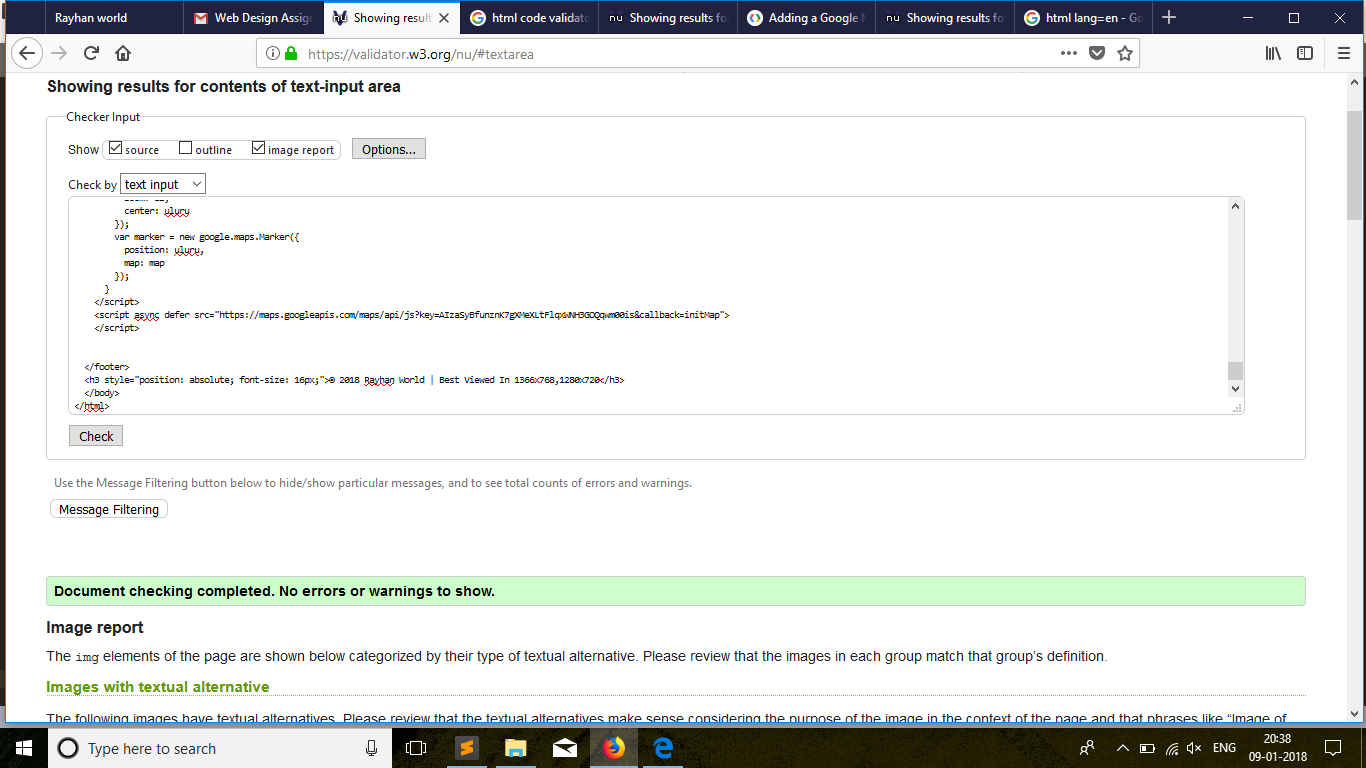 Rayhan world
Web Design Assign
Showing result
html code validato
Showing results fo
Adding a Google M
Showing results fo
html lang=en - Go
https://validator.w3.org/nu/#textarea
Showing results for contents of text-input area
Checker Input
Show source outline image report Options...
Check by text input
center: uluru
});
var marker = new google.maps.Marker({
position: uluru,
map: map
});
}
</script>
<script async defer src="https://maps.googleapis.com/maps/api/js?key=[REDACTED]&callback=initMap">
</script>
</footer>
<h3 style="position: absolute; font-size: 16px;">© 2018 Rayhan World | Best Viewed In 1366x768,1280x720</h3>
</body>
</html>
Check
Use the Message Filtering button below to hide/show particular messages, and to see total counts of errors and warnings.
Message Filtering
Document checking completed. No errors or warnings to show.
Image report
The img elements of the page are shown below categorized by their type of textual alternative. Please review that the images in each group match that group's definition.
Images with textual alternative
The following images have textual alternatives. Please review that the textual alternatives make sense considering the purpose of the image in the context of the page and that phrases like “Image of
Type here to search
ENG
20:38
09-01-2018